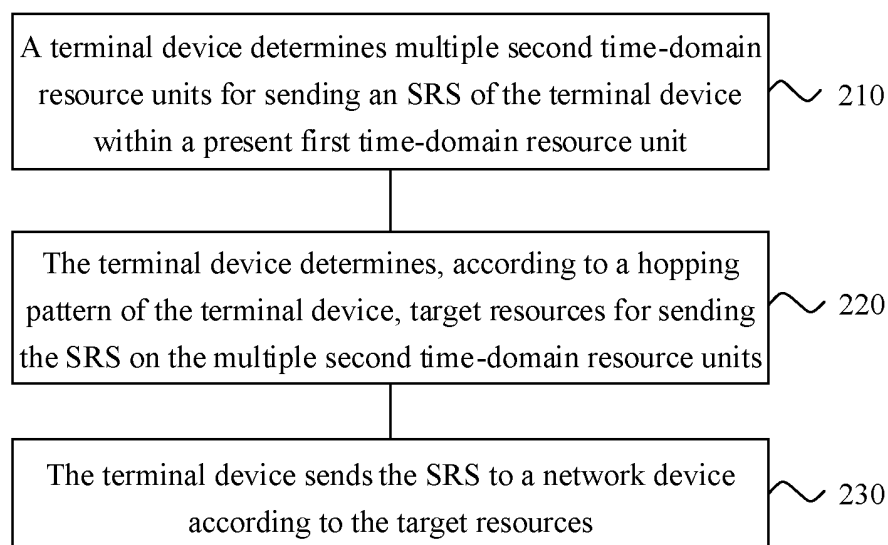 A terminal device determines multiple second time-domain
resource units for sending an SRS of the terminal device
within a present first time-domain resource unit
210
The terminal device determines, according to a hopping
pattern of the terminal device, target resources for sending
the SRS on the multiple second time-domain resource units
220
The terminal device sends the SRS to a network device
according to the target resources
230